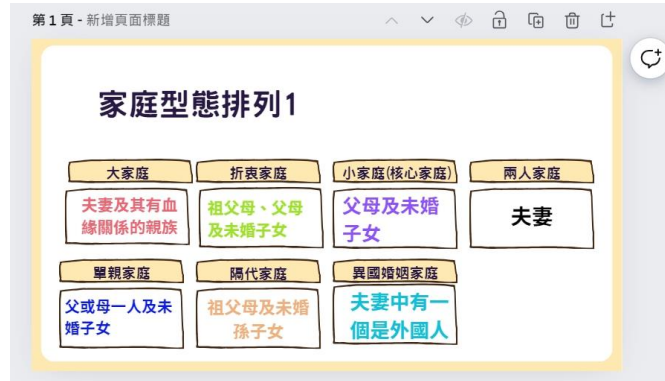 第1頁 - 新增頁面標題
家庭型態排列1
大家庭
夫妻及其有血
緣關係的親族
折衷家庭
祖父母、父母
及未婚子女
小家庭(核心家庭)
父母及未婚
子女
兩人家庭
夫妻
單親家庭
父或母一人及未
婚子女
隔代家庭
祖父母及未婚
孫子女
異國婚姻家庭
夫妻中有一
個是外國人